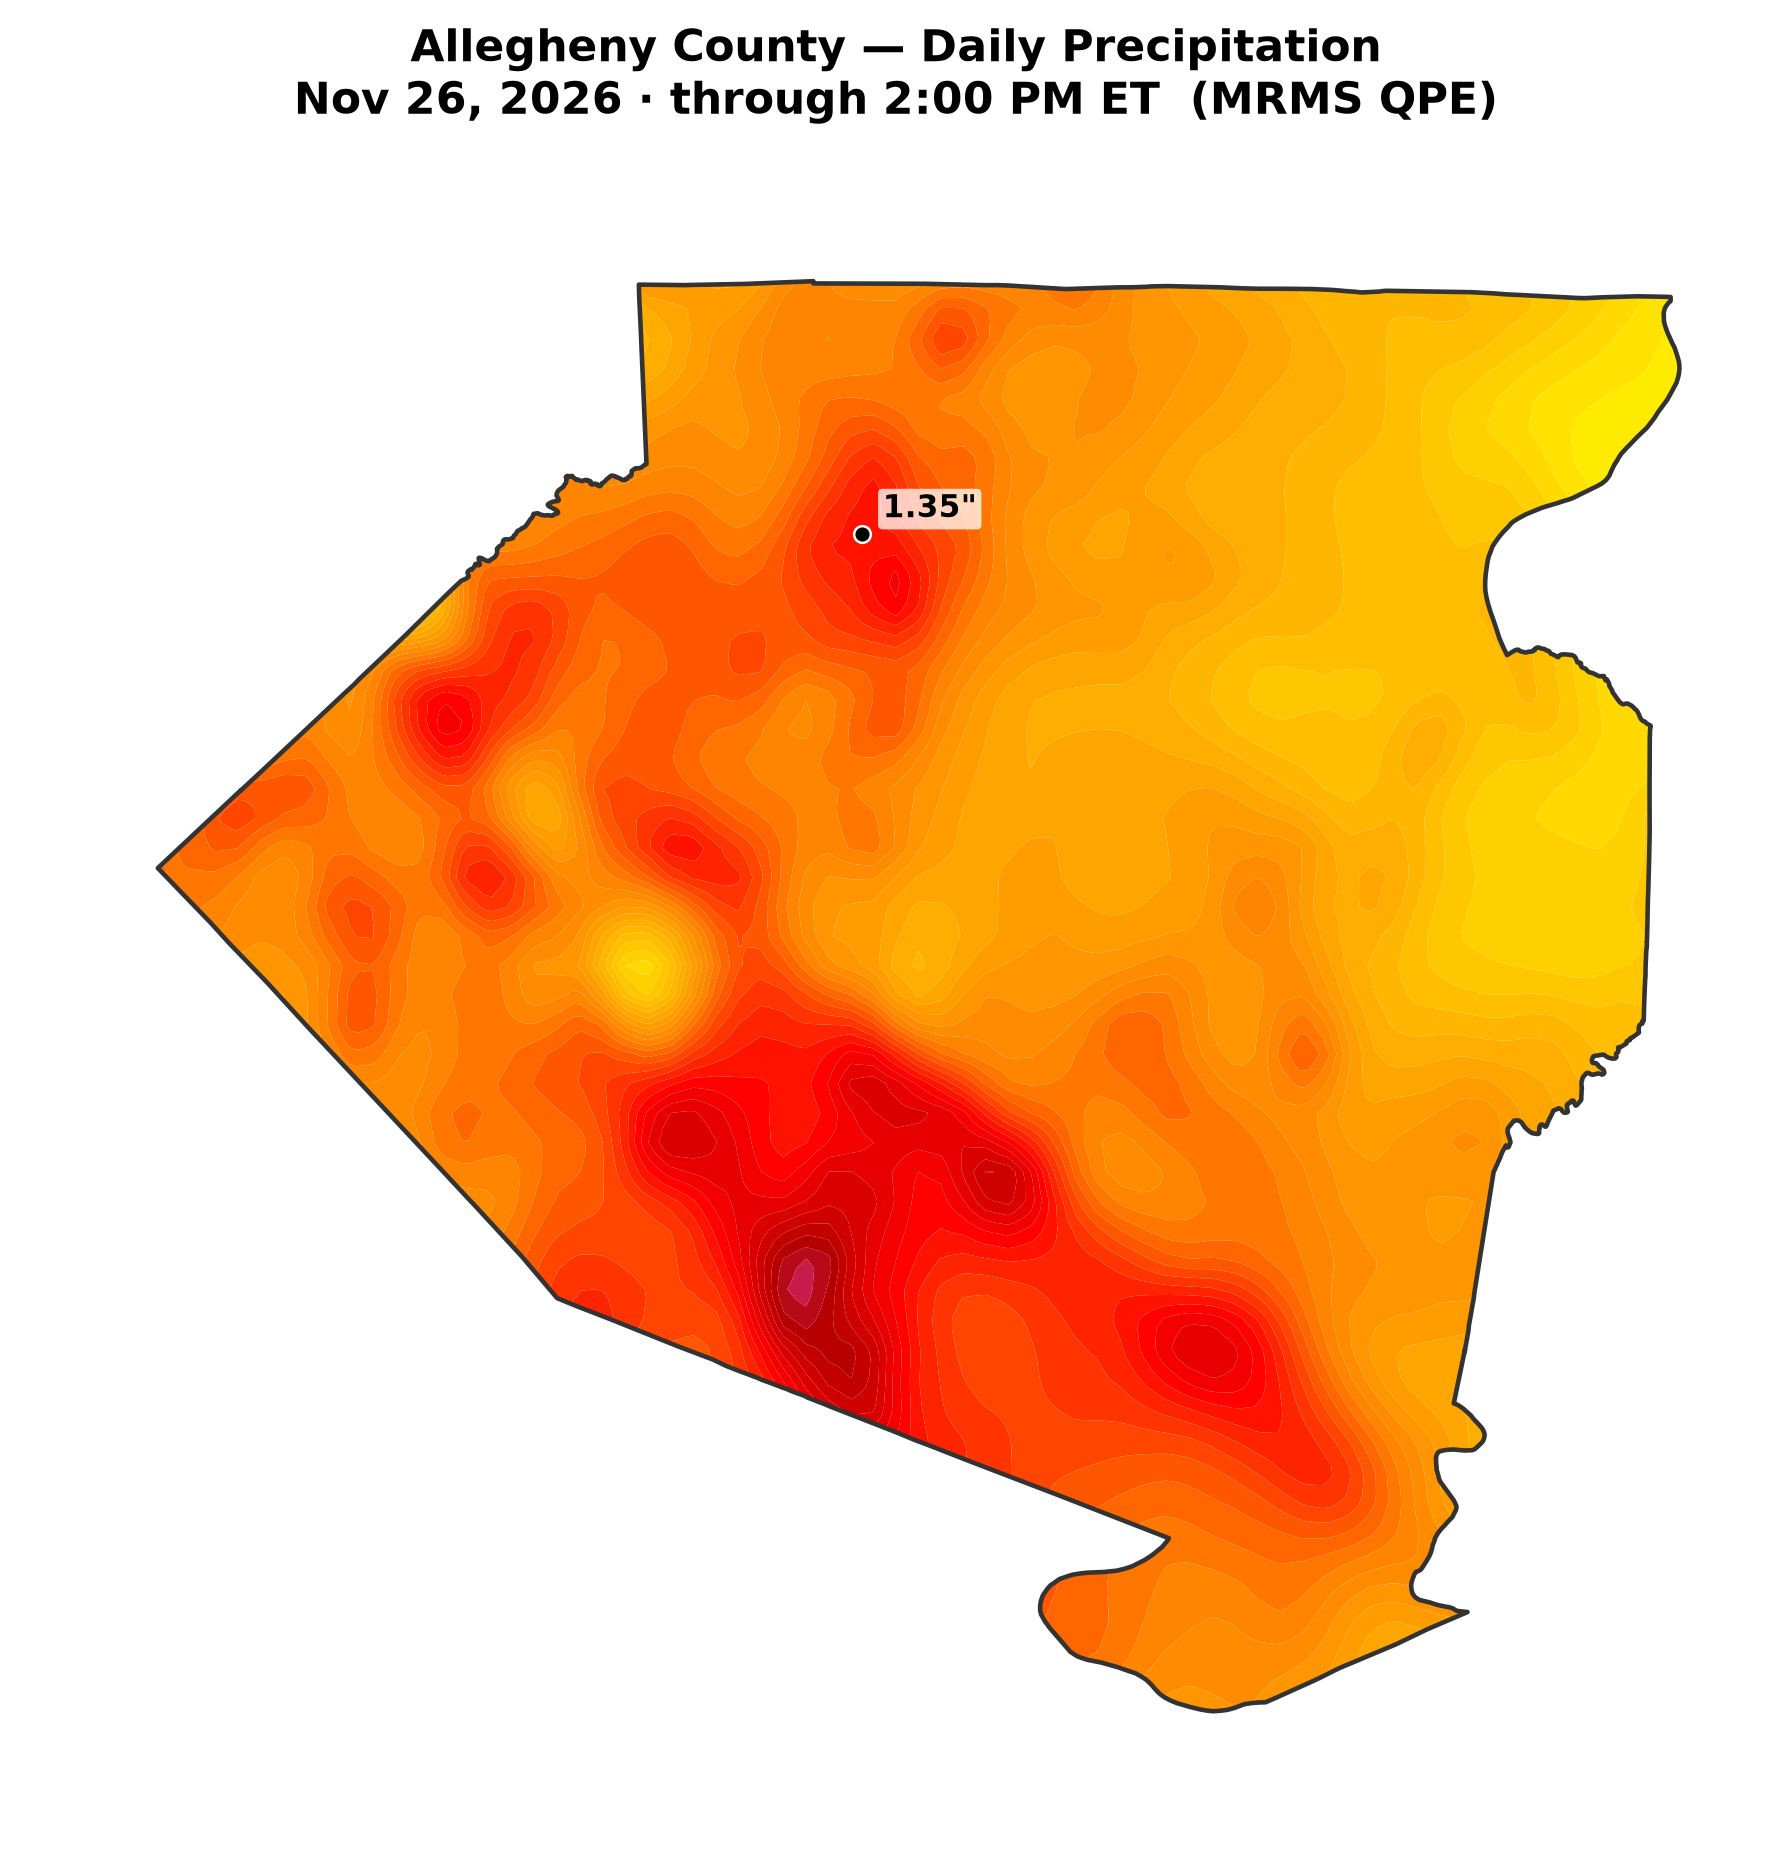 Allegheny County — Daily Precipitation
Nov 26, 2026 · through 2:00 PM ET  (MRMS QPE)
1.35"